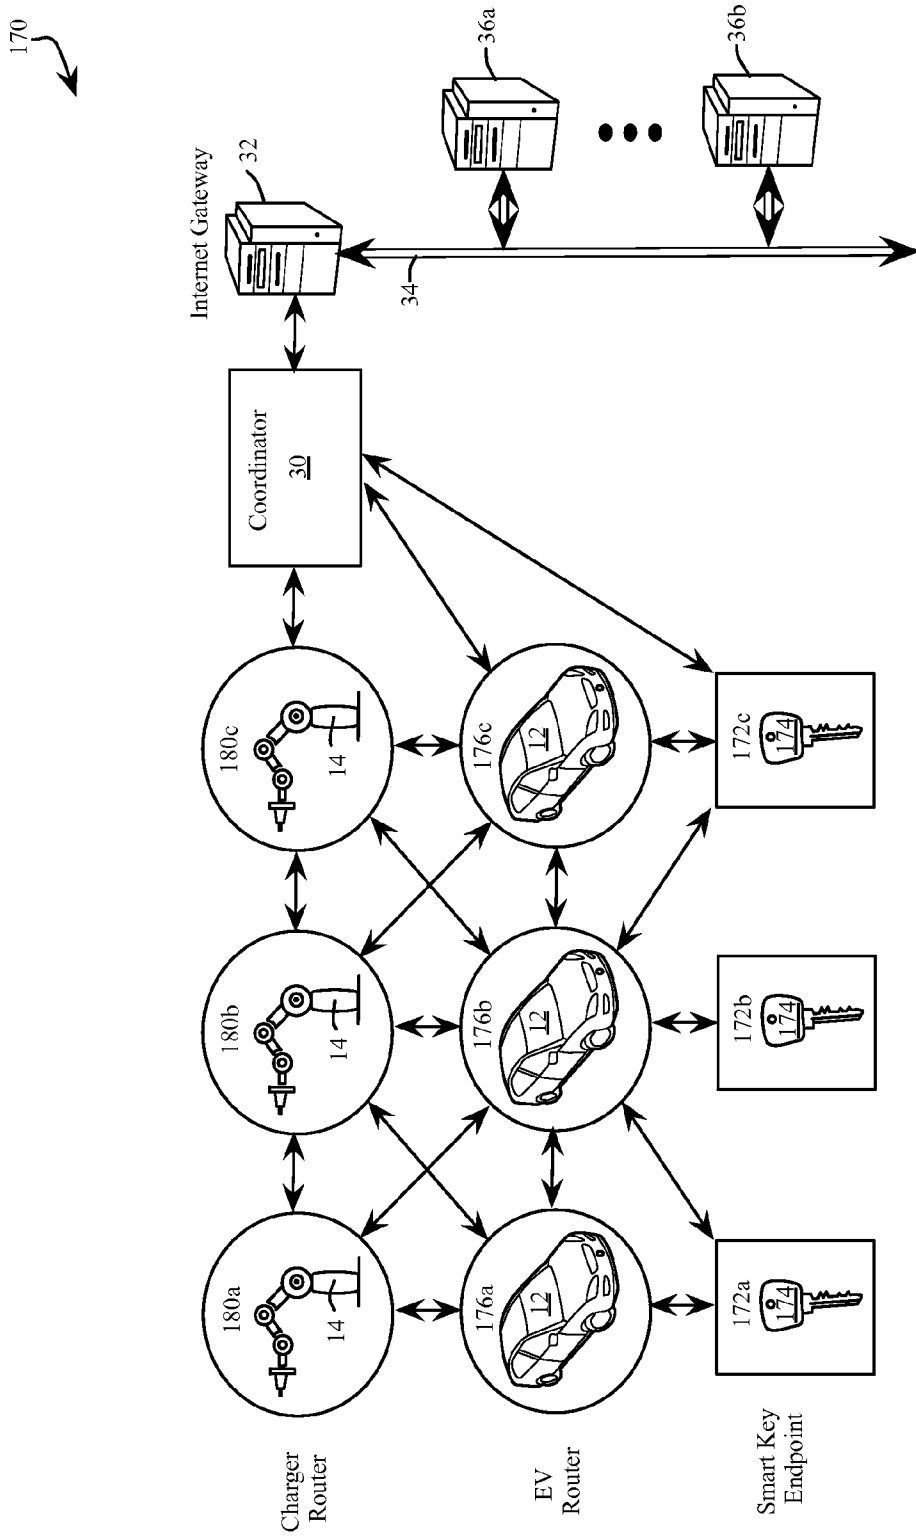 170
Internet Gateway
32
34
36a
36b
Coordinator
30
Charger
Router
180a
14
180b
14
180c
14
EV
Router
176a
12
176b
12
176c
12
Smart Key
Endpoint
172a
174
172b
174
172c
174